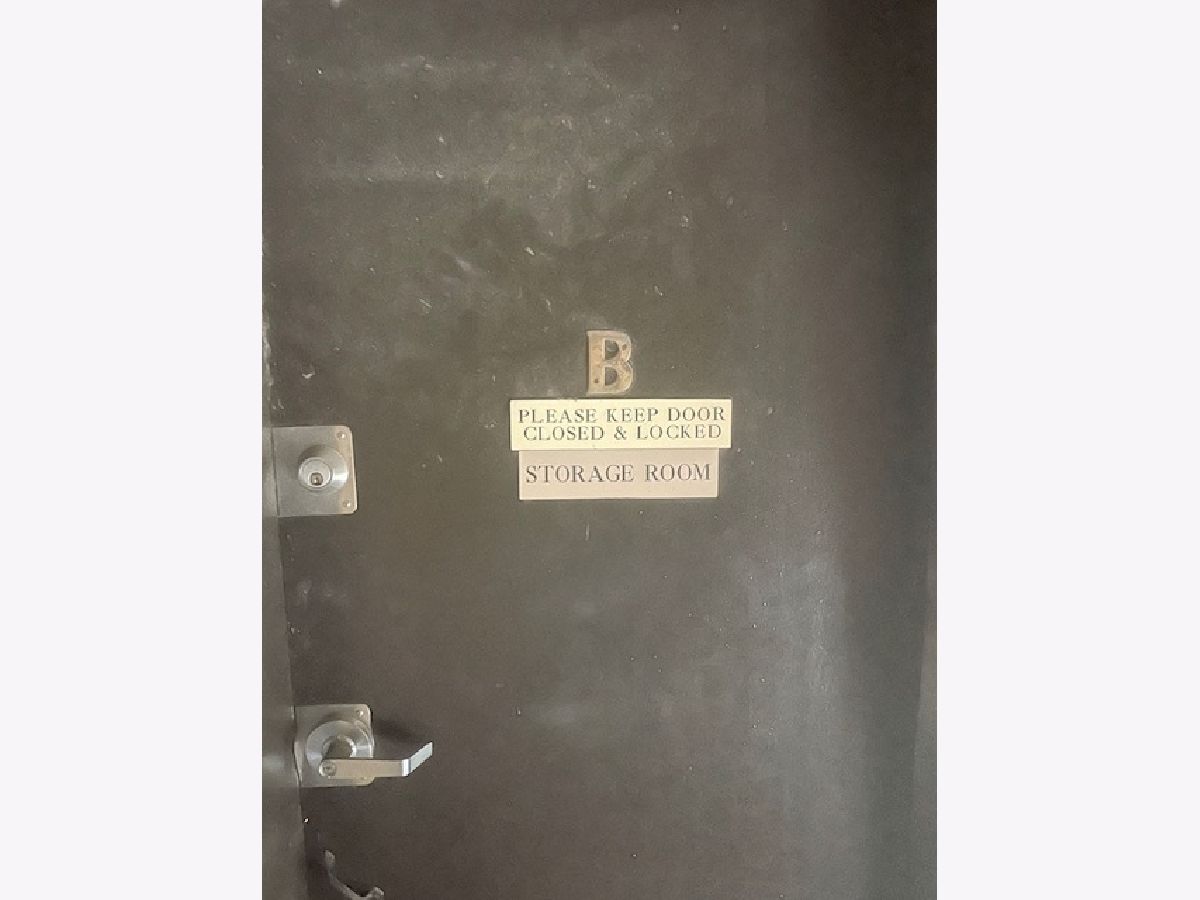 B
PLEASE KEEP DOOR
CLOSED & LOCKED
STORAGE ROOM